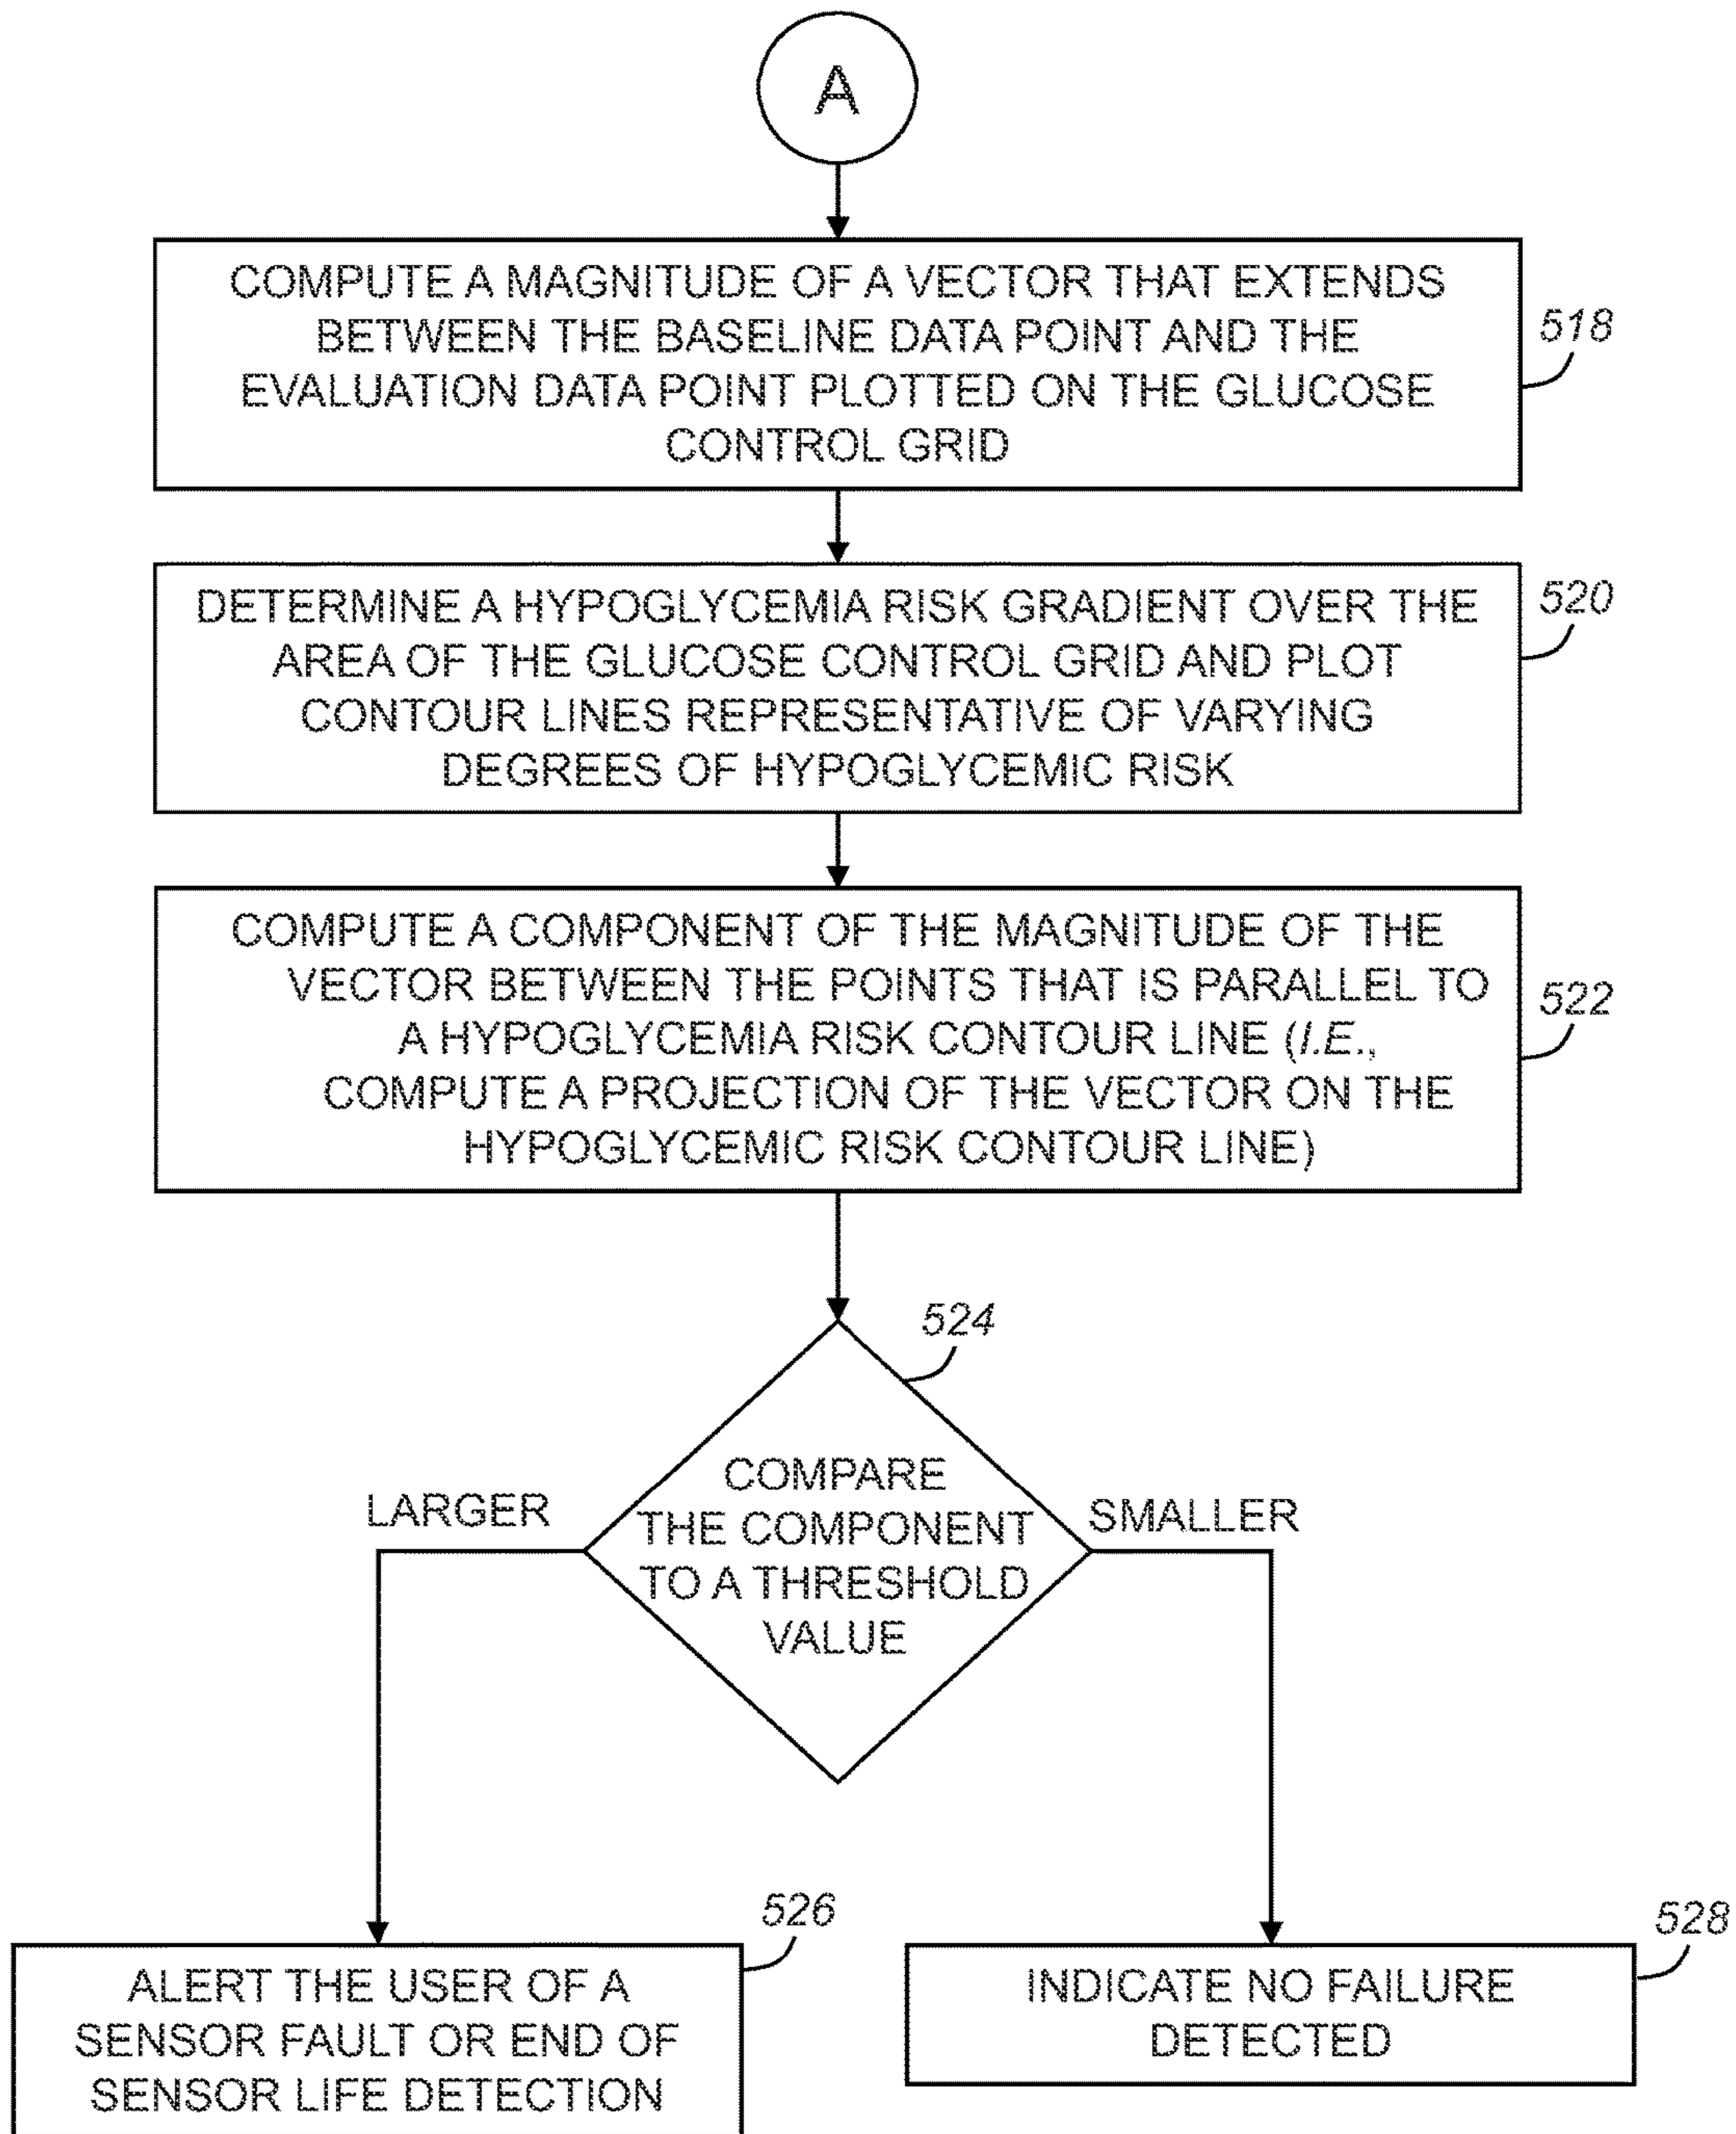 A
COMPUTE A MAGNITUDE OF A VECTOR THAT EXTENDS
BETWEEN THE BASELINE DATA POINT AND THE
EVALUATION DATA POINT PLOTTED ON THE GLUCOSE
CONTROL GRID
518
DETERMINE A HYPOGLYCEMIA RISK GRADIENT OVER THE
AREA OF THE GLUCOSE CONTROL GRID AND PLOT
CONTOUR LINES REPRESENTATIVE OF VARYING
DEGREES OF HYPOGLYCEMIC RISK
520
COMPUTE A COMPONENT OF THE MAGNITUDE OF THE
VECTOR BETWEEN THE POINTS THAT IS PARALLEL TO
A HYPOGLYCEMIA RISK CONTOUR LINE (I.E.,
COMPUTE A PROJECTION OF THE VECTOR ON THE
HYPOGLYCEMIC RISK CONTOUR LINE)
522
524
COMPARE
THE COMPONENT
TO A THRESHOLD
VALUE
LARGER
SMALLER
526
ALERT THE USER OF A
SENSOR FAULT OR END OF
SENSOR LIFE DETECTION
528
INDICATE NO FAILURE
DETECTED